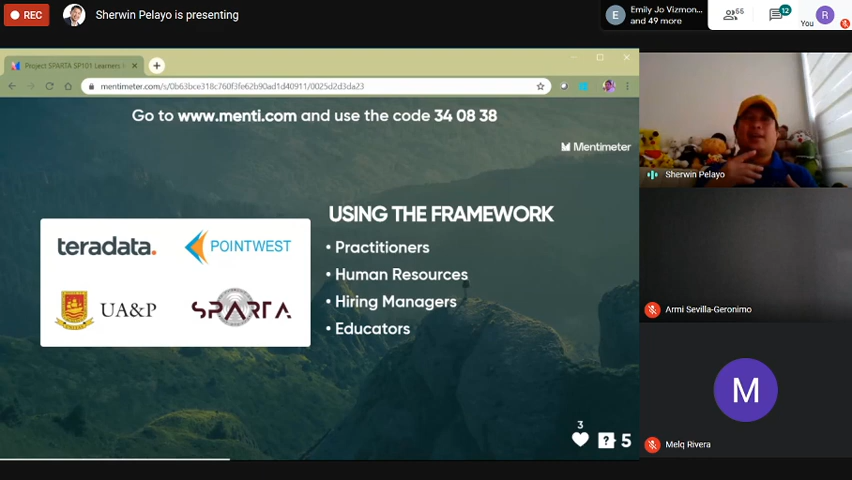 REC
Sherwin Pelayo is presenting
E
Emily Jo Vizmon...
and 49 more
55
12
R
You
Project SPARTA SP101 Learners
mentimeter.com/s/0b63bce318c760f3fe62b90ad1d40911/0025d2d3da23
Go to www.menti.com and use the code 34 08 38
Mentimeter
USING THE FRAMEWORK
teradata.
POINTWEST
UA&P
SPARTA
• Practitioners
• Human Resources
• Hiring Managers
• Educators
3
? 5
Sherwin Pelayo
Armi Sevilla-Geronimo
M
Melq Rivera